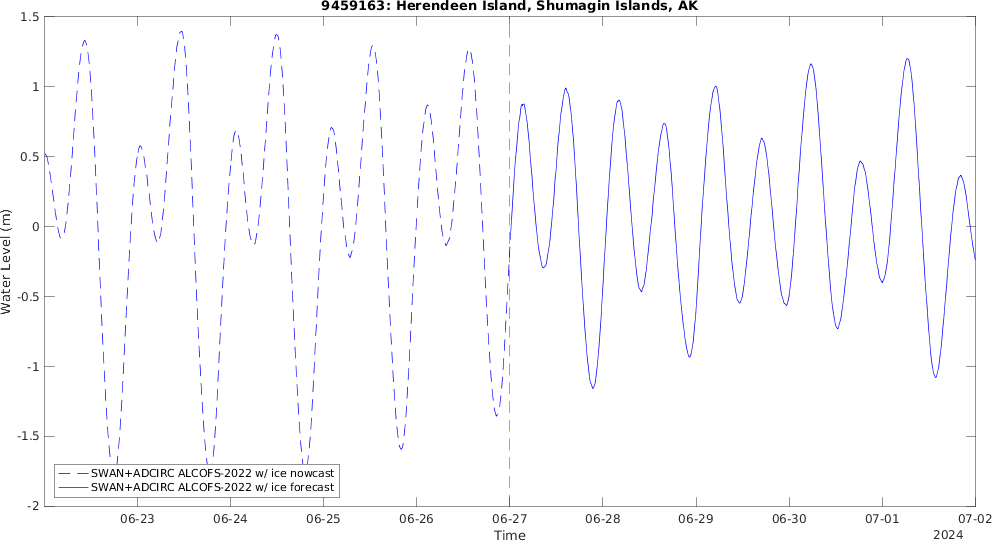 9459163: Herendeen Island, Shumagin Islands, AK
1.5
1
0.5
0
-0.5
-1
-1.5
-2
Water Level (m)
SWAN+ADCIRC ALCOFS-2022 w/ ice nowcast
SWAN+ADCIRC ALCOFS-2022 w/ ice forecast
06-23 06-24 06-25 06-26 06-27 06-28 06-29 06-30 07-01 07-02
Time
2024